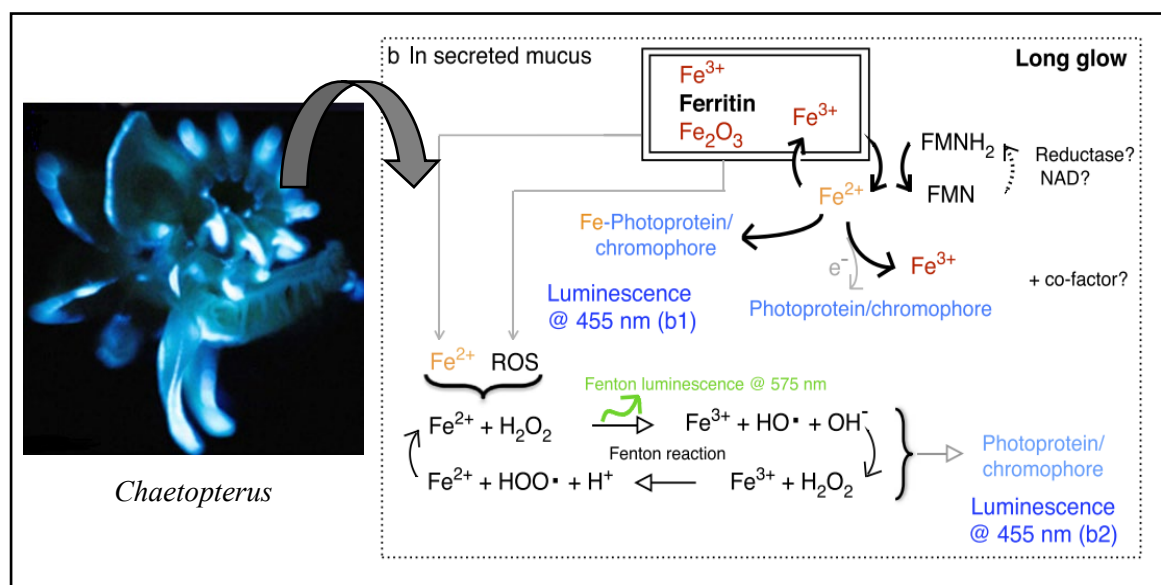 b In secreted mucus
Long glow
Fe³⁺
Ferritin
Fe₂O₃
Fe³⁺
FMNH₂
FMN
Reductase?
NAD?
Fe²⁺
Fe-Photoprotein/
chromophore
e⁻
Fe³⁺
+ co-factor?
Photoprotein/chromophore
Luminescence
@ 455 nm (b1)
Fe²⁺ ROS
Fenton luminescence @ 575 nm
Fe²⁺ + H₂O₂
Fe³⁺ + HO▪ + OH⁻
Fenton reaction
Fe²⁺ + HOO▪ + H⁺
Fe³⁺ + H₂O₂
Photoprotein/
chromophore
Luminescence
@ 455 nm (b2)
Chaetopterus